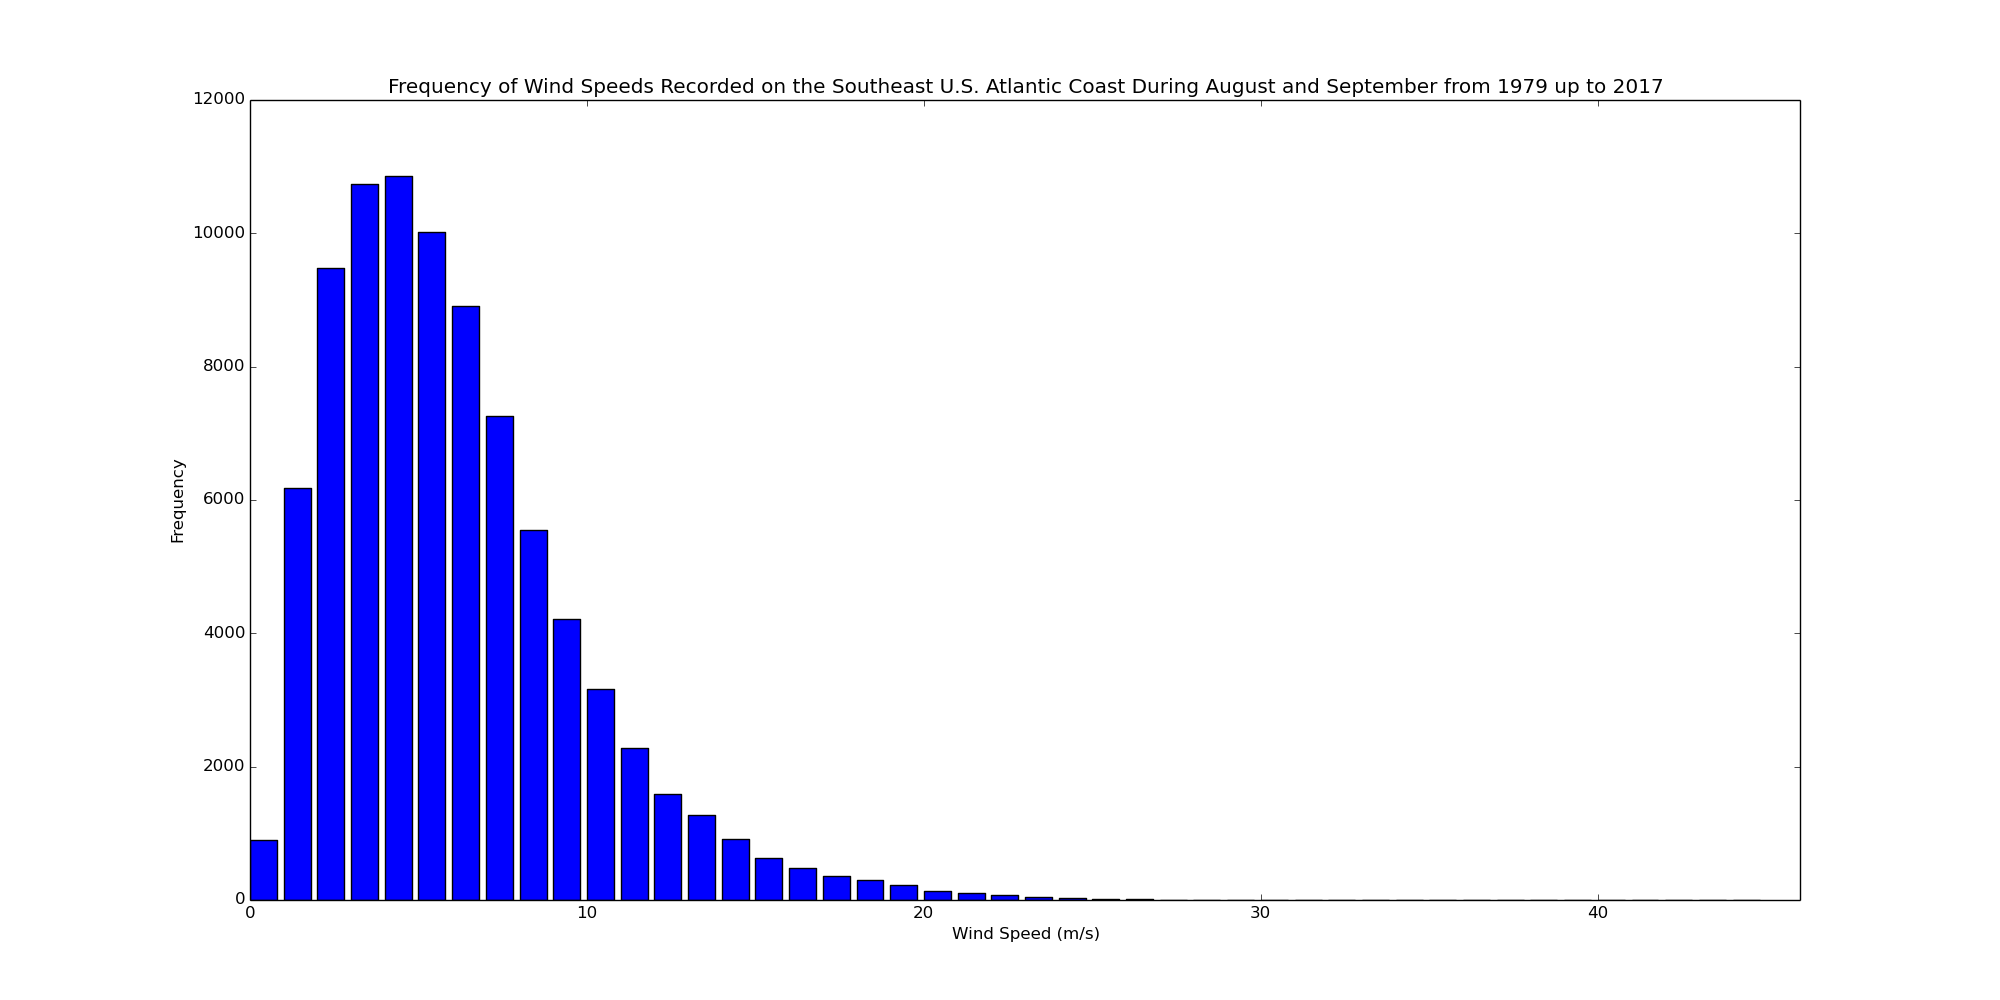 Frequency of Wind Speeds Recorded on the Southeast U.S. Atlantic Coast During August and September from 1979 up to 2017
12000
10000
8000
6000
4000
2000
0
Frequency
0 10 20 30 40
Wind Speed (m/s)